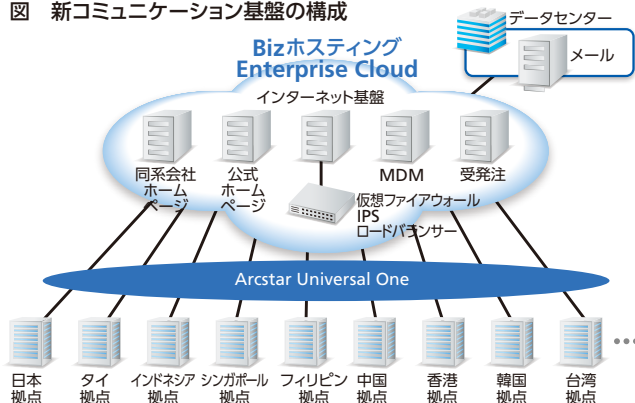 図　新コミュニケーション基盤の構成
データセンター
メール
Bizホスティング
Enterprise Cloud
インターネット基盤
同系会社
ホーム
ページ
公式
ホーム
ページ
MDM
受発注
仮想ファイアウォール
IPS
ロードバランサー
Arcstar Universal One
日本
拠点
タイ
拠点
インドネシア
拠点
シンガポール
拠点
フィリピン
拠点
中国
拠点
香港
拠点
韓国
拠点
台湾
拠点